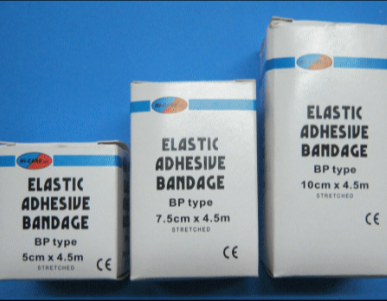 ELASTIC
ADHESIVE
BANDAGE
BP type
5cm x 4.5m
STRETCHED
CE
ELASTIC
ADHESIVE
BANDAGE
BP type
7.5cm x 4.5m
STRETCHED
CE
ELASTIC
ADHESIVE
BANDAGE
BP type
10cm x 4.5m
STRETCHED
CE